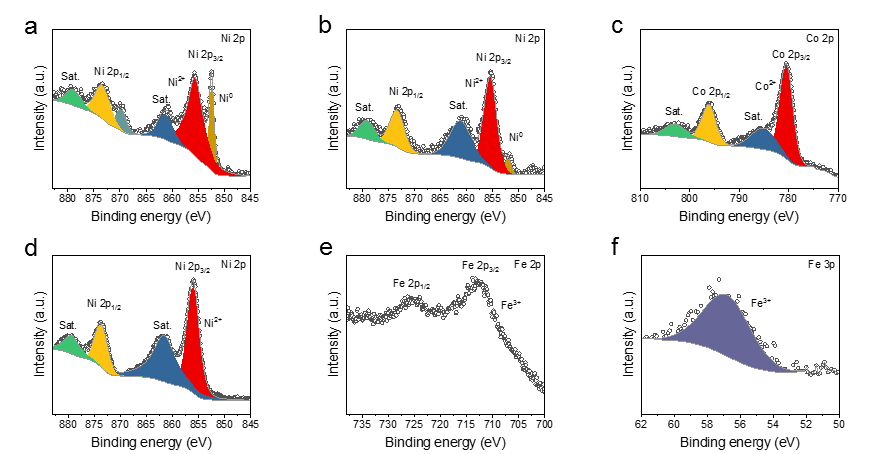 a
Ni 2p
Ni 2p3/2
Sat.
Ni 2p1/2
Ni2+
Sat.
Ni0
Intensity (a.u.)
880 875 870 865 860 855 850 845
Binding energy (eV)
b
Ni 2p
Ni 2p3/2
Ni2+
Ni 2p1/2
Sat.
Sat.
Ni0
Intensity (a.u.)
880 875 870 865 860 855 850 845
Binding energy (eV)
c
Co 2p
Co 2p3/2
Co2+
Co 2p1/2
Sat.
Sat.
Intensity (a.u.)
810 800 790 780 770
Binding energy (eV)
d
Ni 2p
Ni 2p3/2
Ni 2p1/2
Sat.
Sat.
Ni2+
Intensity (a.u.)
880 875 870 865 860 855 850 845
Binding energy (eV)
e
Fe 2p
Fe 2p3/2
Fe 2p1/2
Fe3+
Intensity (a.u.)
735 730 725 720 715 710 705 700
Binding energy (eV)
f
Fe 3p
Fe3+
Intensity (a.u.)
62 60 58 56 54 52 50
Binding energy (eV)